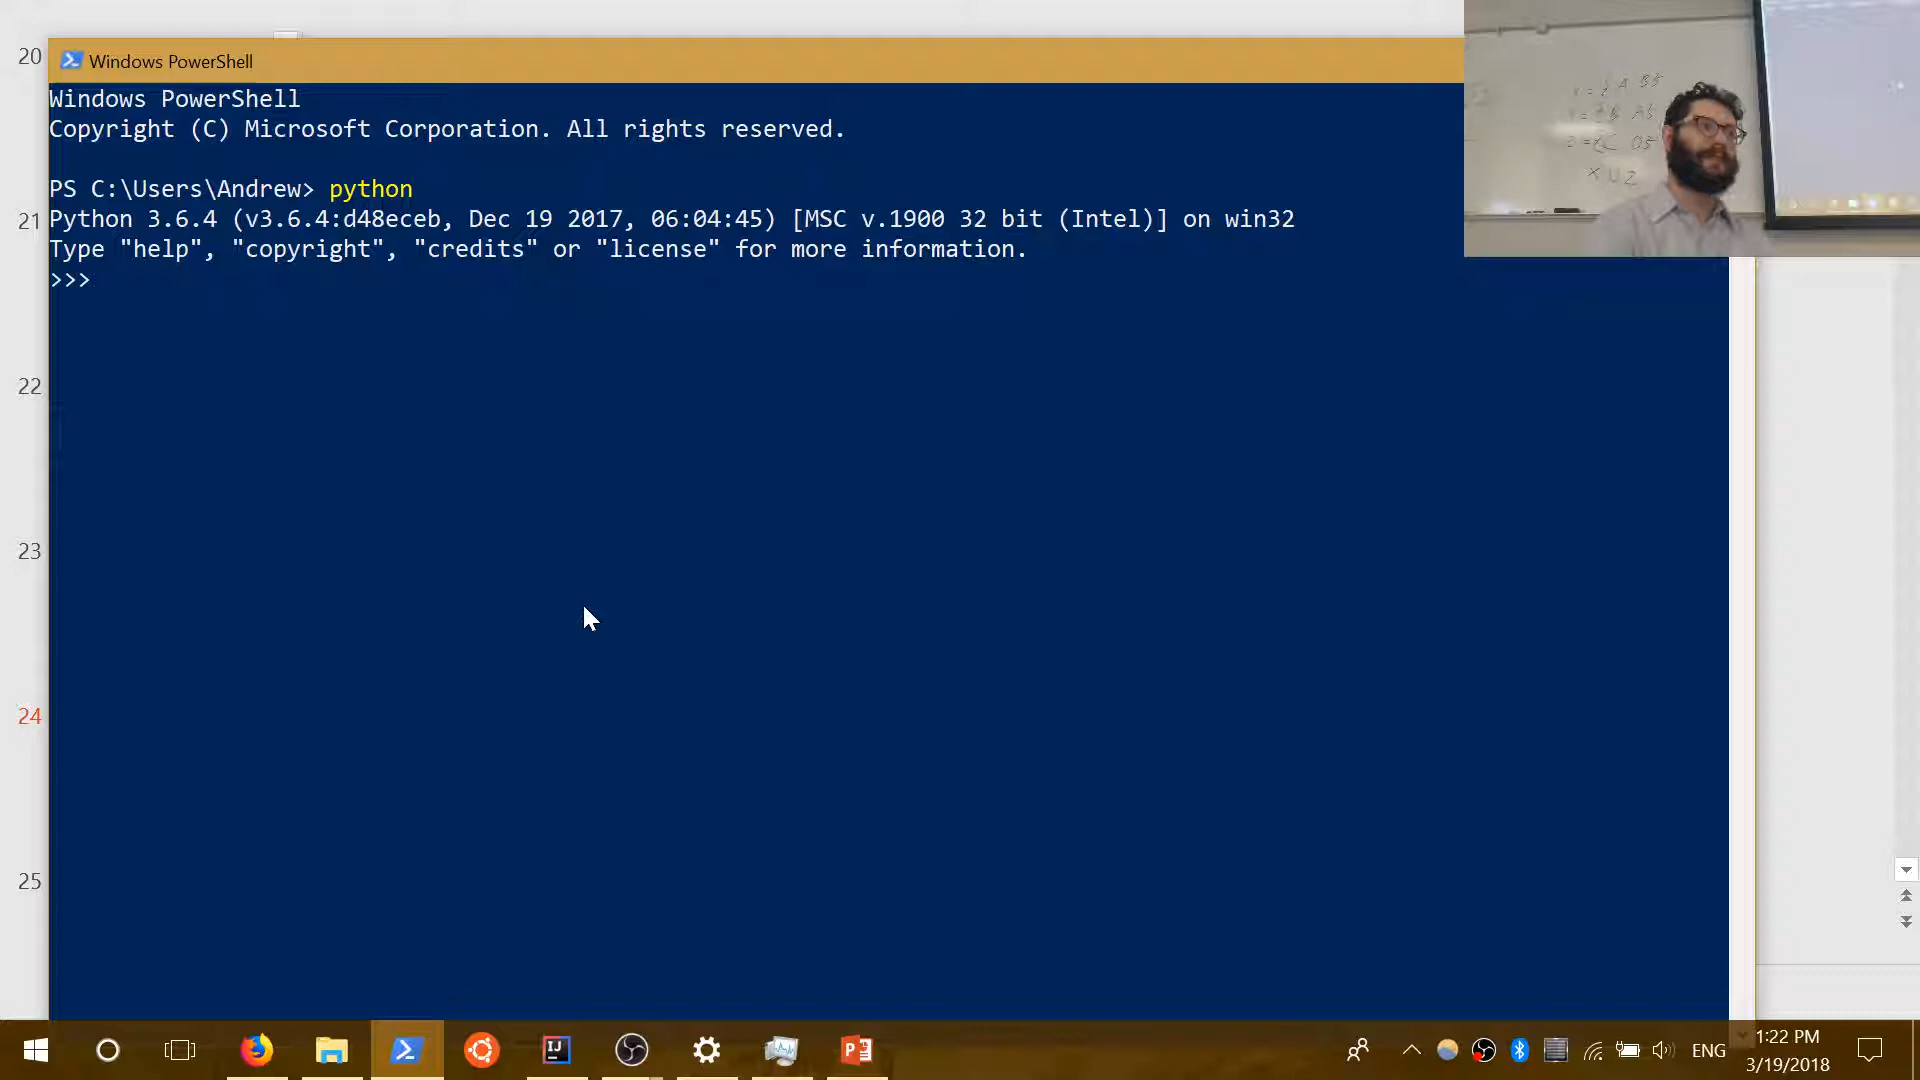 20
Windows PowerShell
Windows PowerShell
Copyright (C) Microsoft Corporation. All rights reserved.
PS C:\Users\Andrew> python
21
Python 3.6.4 (v3.6.4:d48eceb, Dec 19 2017, 06:04:45) [MSC v.1900 32 bit (Intel)] on win32
Type "help", "copyright", "credits" or "license" for more information.
>>>
22
23
24
25
X U Z
IJ
ENG
1:22 PM
3/19/2018